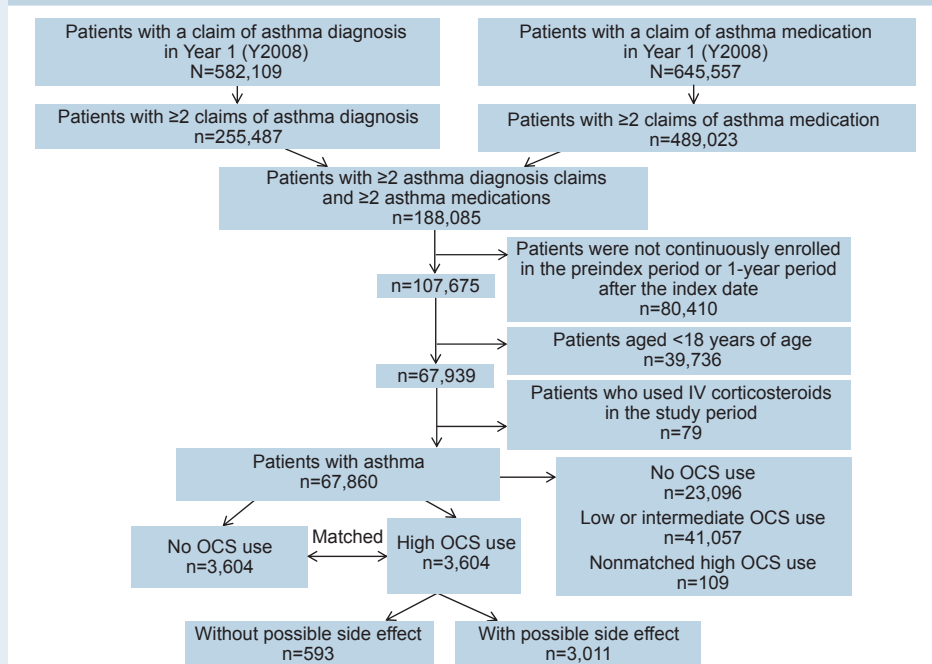 Patients with a claim of asthma diagnosis
in Year 1 (Y2008)
N=582,109
Patients with a claim of asthma medication
in Year 1 (Y2008)
N=645,557
Patients with ≥2 claims of asthma diagnosis
n=255,487
Patients with ≥2 claims of asthma medication
n=489,023
Patients with ≥2 asthma diagnosis claims
and ≥2 asthma medications
n=188,085
Patients were not continuously enrolled
in the preindex period or 1-year period
after the index date
n=80,410
n=107,675
Patients aged <18 years of age
n=39,736
n=67,939
Patients who used IV corticosteroids
in the study period
n=79
Patients with asthma
n=67,860
No OCS use
n=23,096
Low or intermediate OCS use
n=41,057
Nonmatched high OCS use
n=109
No OCS use
n=3,604
Matched
High OCS use
n=3,604
Without possible side effect
n=593
With possible side effect
n=3,011